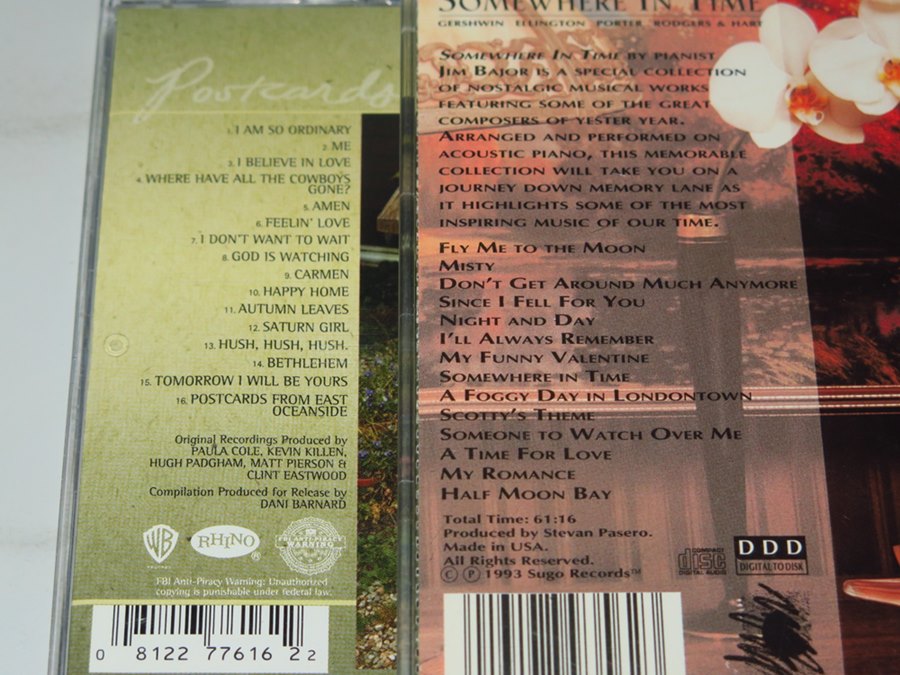 Postcards
1. I AM SO ORDINARY
2. ME
3. I BELIEVE IN LOVE
4. WHERE HAVE ALL THE COWBOYS
GONE?
5. AMEN
6. FEELIN' LOVE
7. I DON'T WANT TO WAIT
8. GOD IS WATCHING
9. CARMEN
10. HAPPY HOME
11. AUTUMN LEAVES
12. SATURN GIRL
13. HUSH, HUSH, HUSH.
14. BETHLEHEM
15. TOMORROW I WILL BE YOURS
16. POSTCARDS FROM EAST
OCEANSIDE
Original Recordings Produced by
PAULA COLE, KEVIN KILLEN,
HUGH PADGHAM, MATT PIERSON &
CLINT EASTWOOD
Compilation Produced for Release by
DANI BARNARD
WB
RHINO
®
FBI ANTI-PIRACY
WARNING
FBI Anti-Piracy Warning: Unauthorized
copying is punishable under federal law.
0 8122 77616 2 2
SOMEWHERE IN TIME
GERSHWIN ELLINGTON PORTER RODGERS & HART
SOMEWHERE IN TIME BY PIANIST
JIM BAJOR IS A SPECIAL COLLECTION
OF NOSTALGIC MUSICAL WORKS
FEATURING SOME OF THE GREAT
COMPOSERS OF YESTER YEAR.
ARRANGED AND PERFORMED ON
ACOUSTIC PIANO, THIS MEMORABLE
COLLECTION WILL TAKE YOU ON A
JOURNEY DOWN MEMORY LANE AS
IT HIGHLIGHTS SOME OF THE MOST
INSPIRING MUSIC OF OUR TIME.
FLY ME TO THE MOON
MISTY
DON'T GET AROUND MUCH ANYMORE
SINCE I FELL FOR YOU
NIGHT AND DAY
I'LL ALWAYS REMEMBER
MY FUNNY VALENTINE
SOMEWHERE IN TIME
A FOGGY DAY IN LONDONTOWN
SCOTTY'S THEME
SOMEONE TO WATCH OVER ME
A TIME FOR LOVE
MY ROMANCE
HALF MOON BAY
Total Time: 61:16
Produced by Stevan Pasero.
Made in USA.
All Rights Reserved.
© ℗ 1993 Sugo Records™
COMPACT
disc
DIGITAL AUDIO
DDD
DIGITAL TO DISK